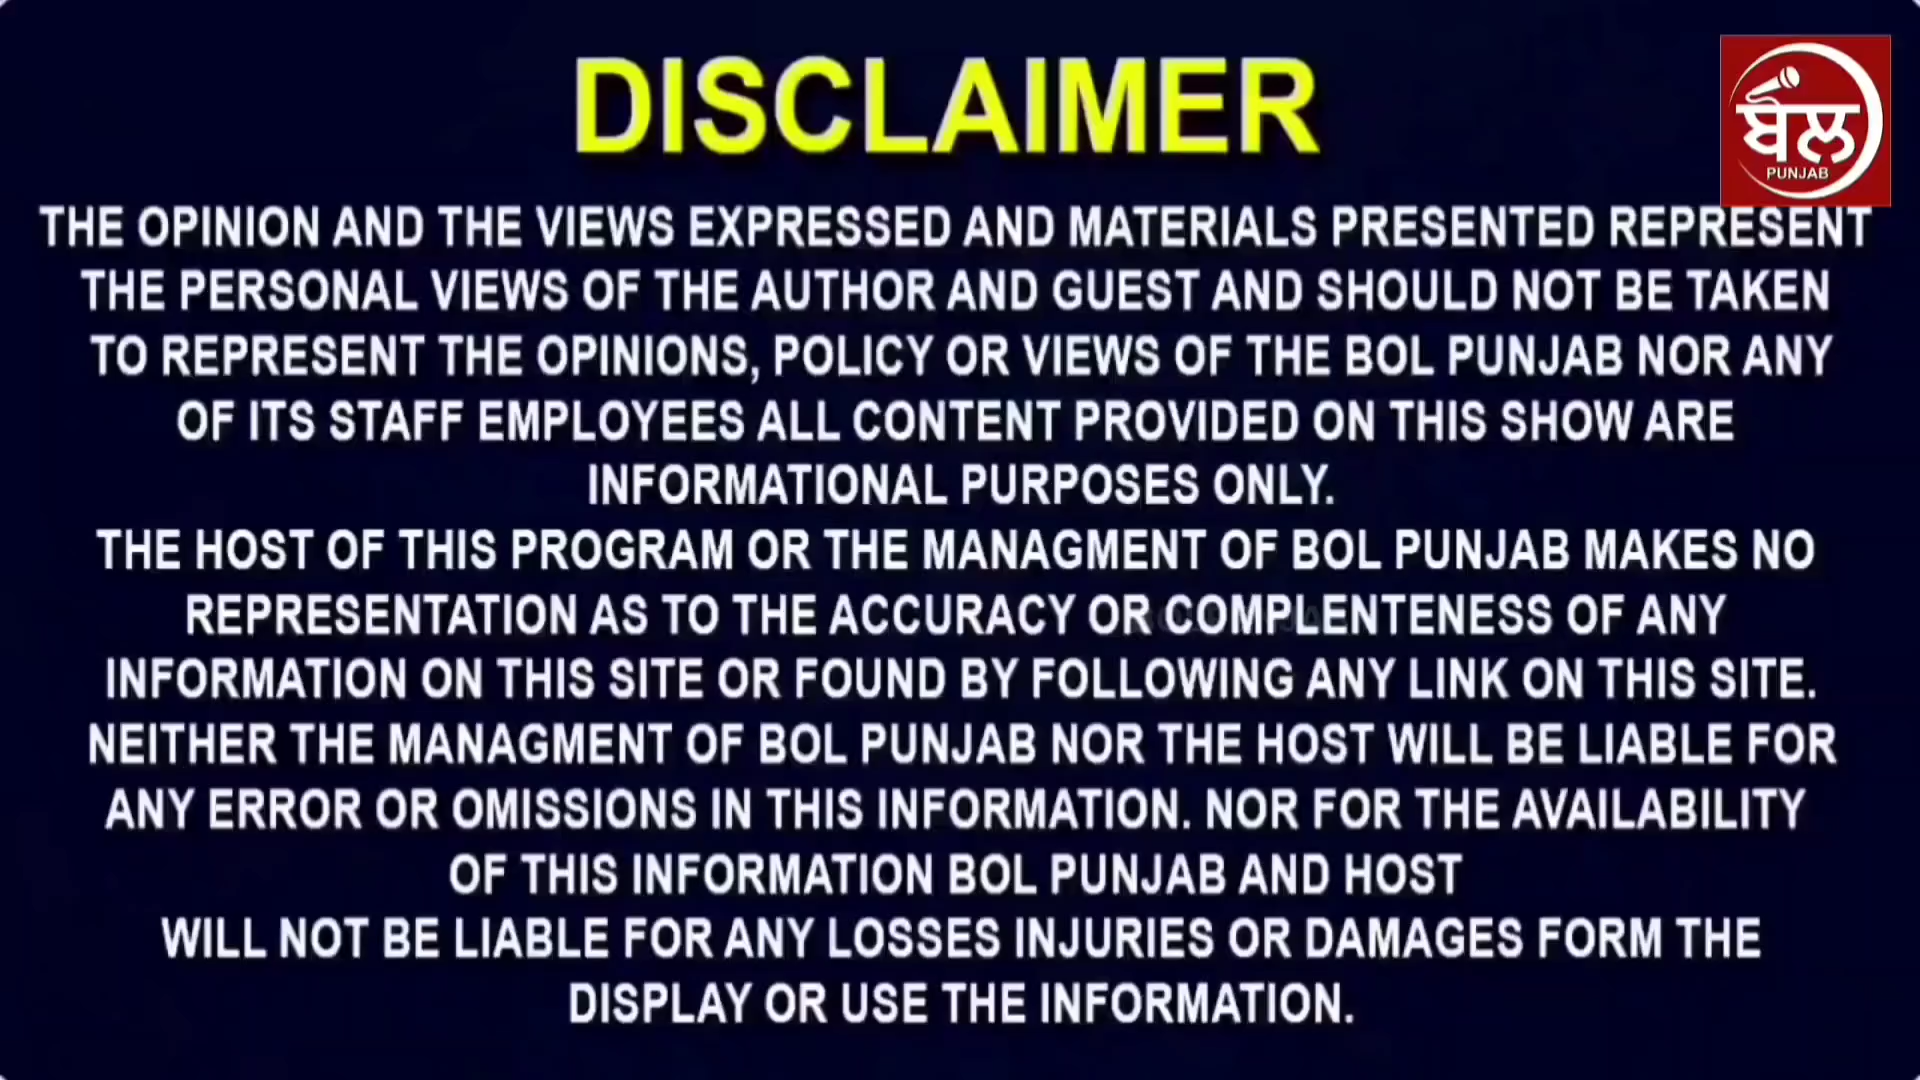 DISCLAIMER
ਬੋਲ
PUNJAB
THE OPINION AND THE VIEWS EXPRESSED AND MATERIALS PRESENTED REPRESENT
THE PERSONAL VIEWS OF THE AUTHOR AND GUEST AND SHOULD NOT BE TAKEN
TO REPRESENT THE OPINIONS, POLICY OR VIEWS OF THE BOL PUNJAB NOR ANY
OF ITS STAFF EMPLOYEES ALL CONTENT PROVIDED ON THIS SHOW ARE
INFORMATIONAL PURPOSES ONLY.
THE HOST OF THIS PROGRAM OR THE MANAGMENT OF BOL PUNJAB MAKES NO
REPRESENTATION AS TO THE ACCURACY OR COMPLENTENESS OF ANY
INFORMATION ON THIS SITE OR FOUND BY FOLLOWING ANY LINK ON THIS SITE.
NEITHER THE MANAGMENT OF BOL PUNJAB NOR THE HOST WILL BE LIABLE FOR
ANY ERROR OR OMISSIONS IN THIS INFORMATION. NOR FOR THE AVAILABILITY
OF THIS INFORMATION BOL PUNJAB AND HOST
WILL NOT BE LIABLE FOR ANY LOSSES INJURIES OR DAMAGES FORM THE
DISPLAY OR USE THE INFORMATION.